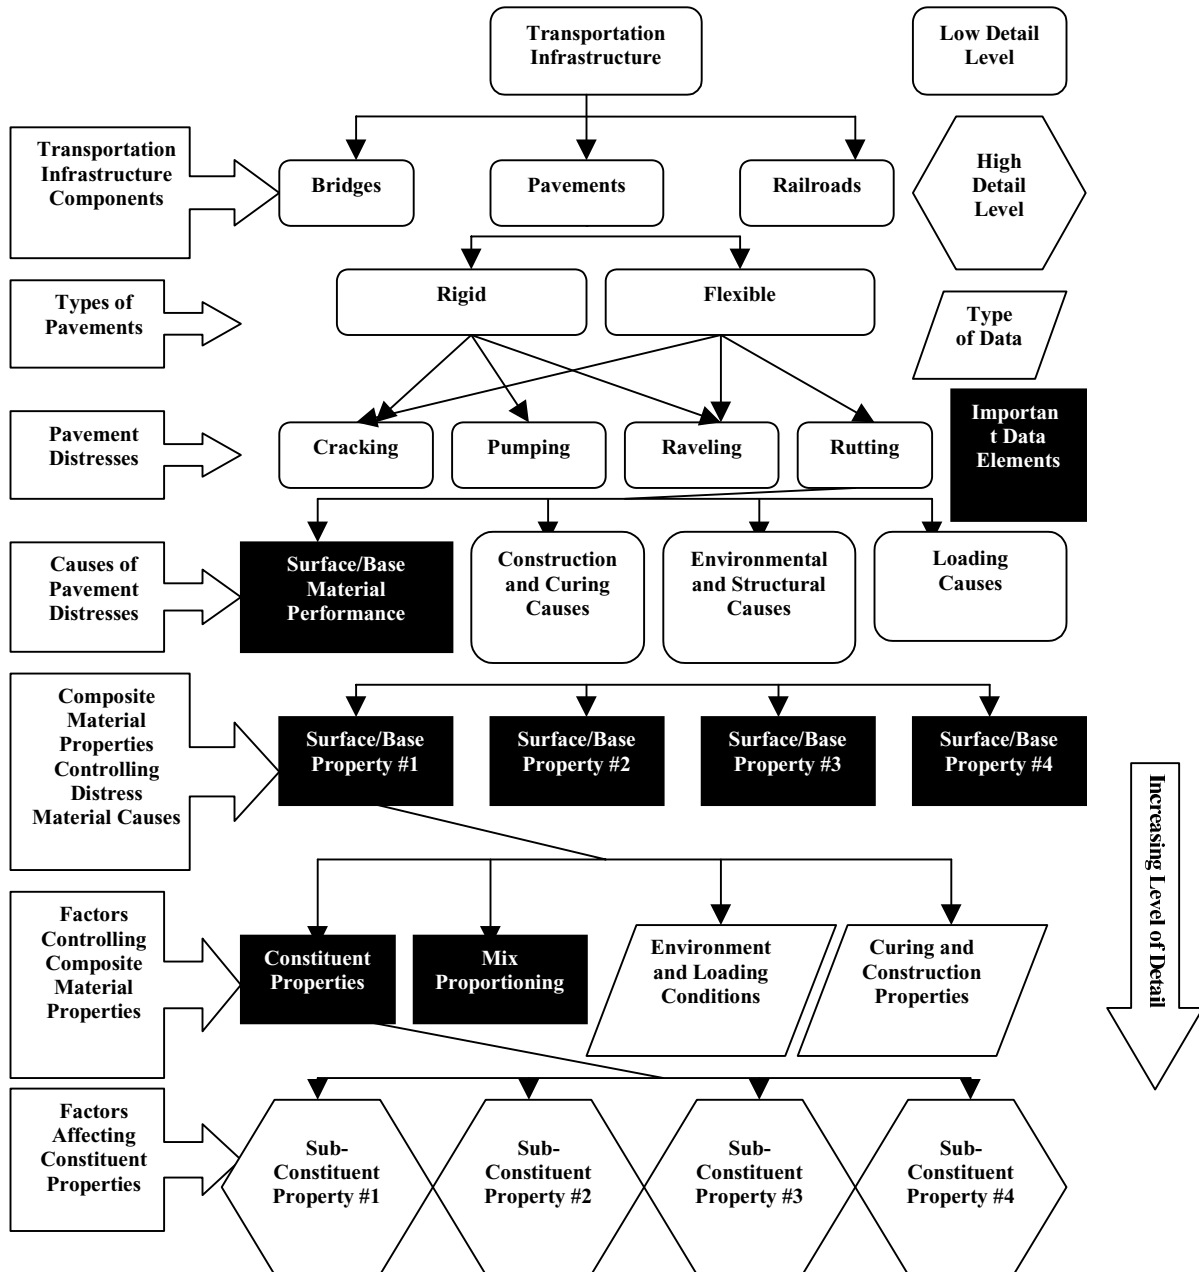 Transportation
Infrastructure
Low Detail
Level
Transportation
Infrastructure
Components
Bridges
Pavements
Railroads
High
Detail
Level
Types of
Pavements
Rigid
Flexible
Type
of Data
Pavement
Distresses
Cracking
Pumping
Raveling
Rutting
Importan
t Data
Elements
Causes of
Pavement
Distresses
Surface/Base
Material
Performance
Construction
and Curing
Causes
Environmental
and Structural
Causes
Loading
Causes
Composite
Material
Properties
Controlling
Distress
Material Causes
Surface/Base
Property #1
Surface/Base
Property #2
Surface/Base
Property #3
Surface/Base
Property #4
Increasing Level of Detail
Factors
Controlling
Composite
Material
Properties
Constituent
Properties
Mix
Proportioning
Environment
and Loading
Conditions
Curing and
Construction
Properties
Factors
Affecting
Constituent
Properties
Sub-
Constituent
Property #1
Sub-
Constituent
Property #2
Sub-
Constituent
Property #3
Sub-
Constituent
Property #4